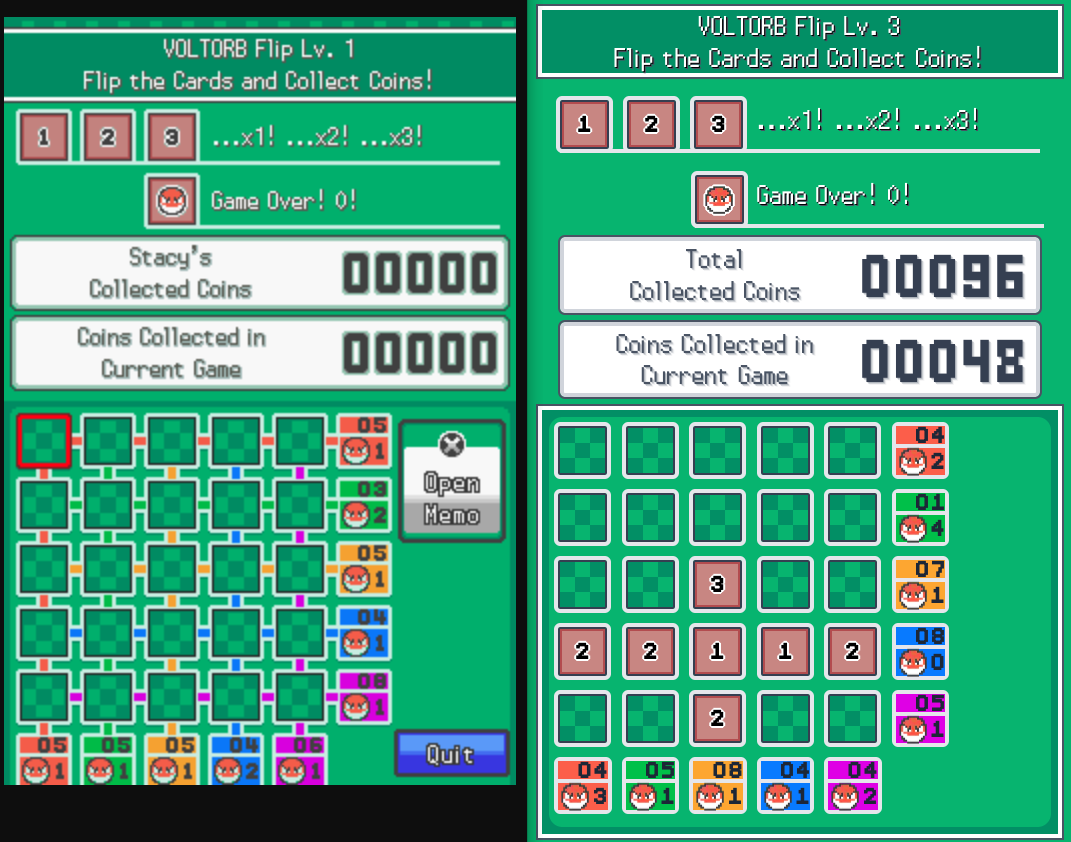 VOLTORB Flip Lv. 1
Flip the Cards and Collect Coins!
1 2 3 ...x1! ...x2! ...x3!
Game Over! 0!
Stacy's
Collected Coins
00000
Coins Collected in
Current Game
00000
05
1
03
2
05
1
04
1
08
1
Open
Memo
05 05 05 04 06
1 1 1 2 1
Quit
VOLTORB Flip Lv. 3
Flip the Cards and Collect Coins!
1 2 3 ...x1! ...x2! ...x3!
Game Over! 0!
Total
Collected Coins
00096
Coins Collected in
Current Game
00048
04
2
01
4
3
07
1
2 2 1 1 2
08
0
2
05
1
04 05 08 04 04
3 1 1 1 2